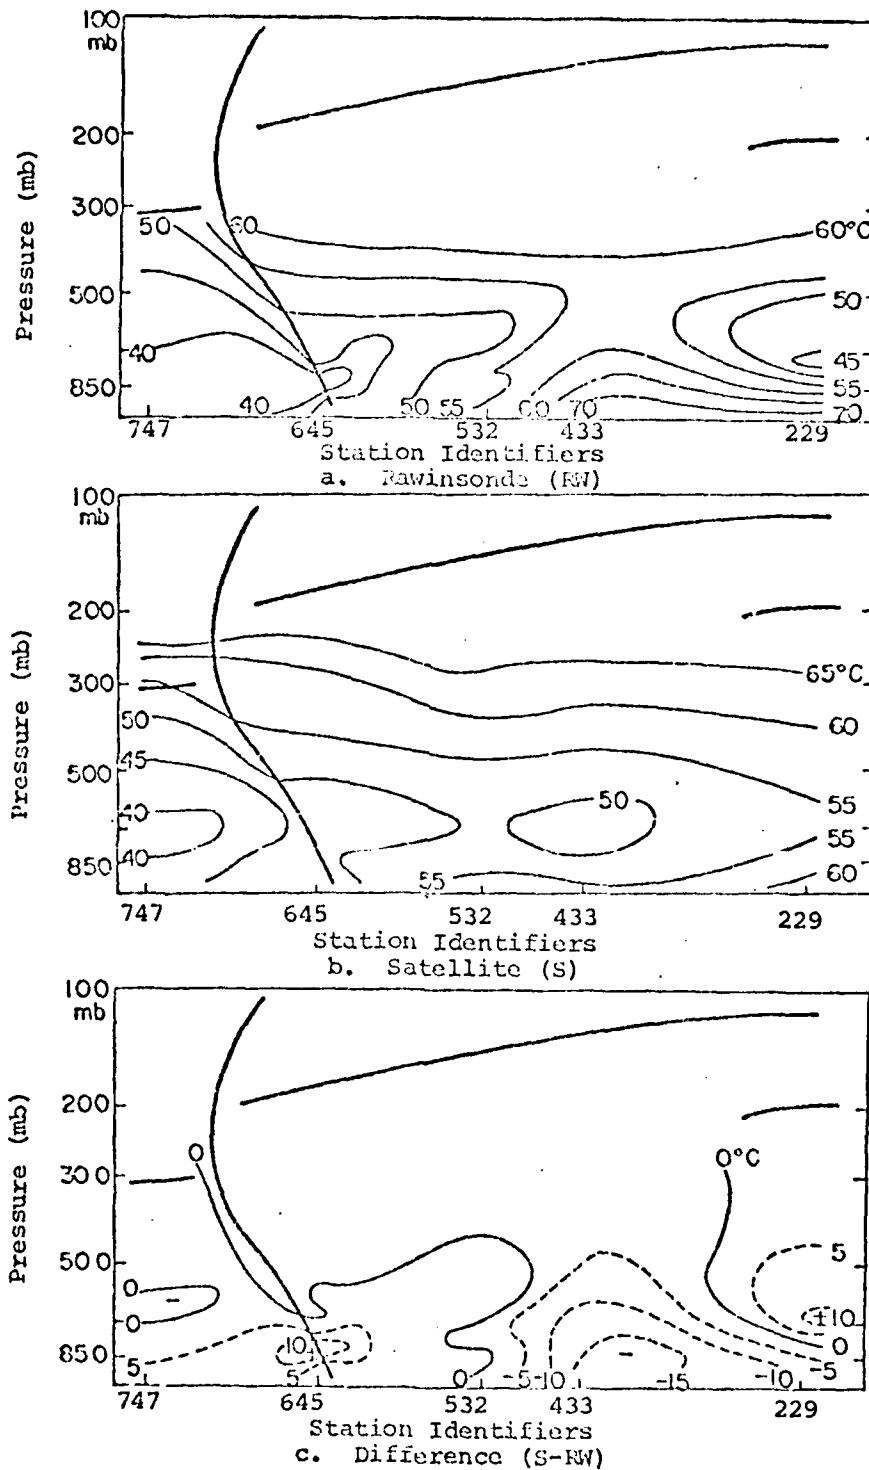 100
mb
200
300
500
850
Pressure (mb)
50
60
60°C
50
40
45
40
50 55 60 70
55
70
747 645 532 433 229
Station Identifiers
a. Rawinsonde (RW)
100
mb
200
300
500
850
Pressure (mb)
65°C
50
60
45
50
55
40
55
40
55
60
747 645 532 433 229
Station Identifiers
b. Satellite (S)
100
mb
200
300
500
850
Pressure (mb)
0
0°C
5
0
-
+10
0
10
0
5
5
0 -5 -10
-
-15 -10 -5
747 645 532 433 229
Station Identifiers
c. Difference (S-RW)